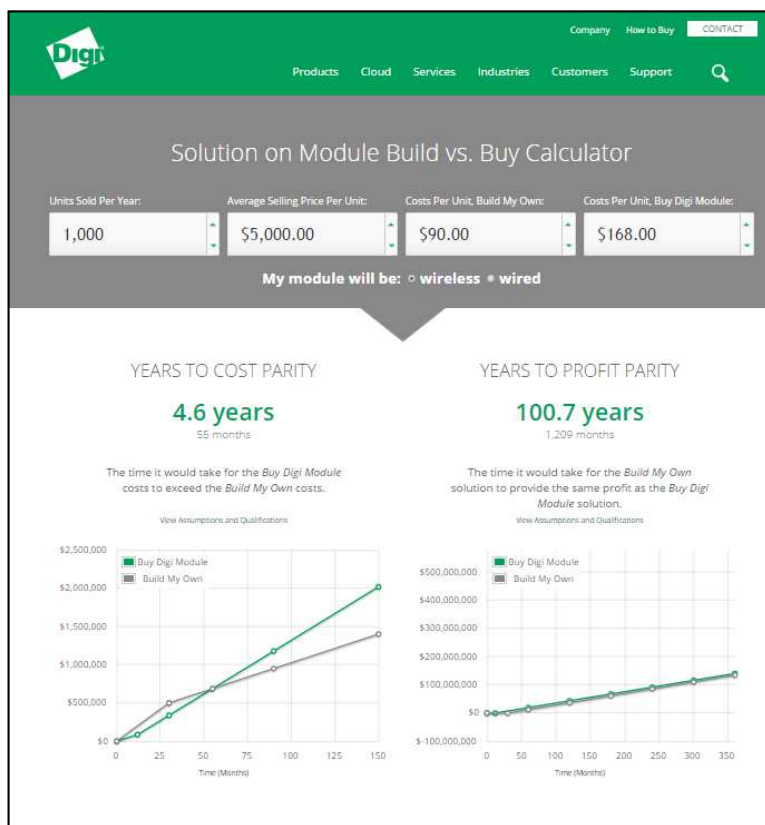 Company How to Buy CONTACT
Digi
Products Cloud Services Industries Customers Support
Solution on Module Build vs. Buy Calculator
Units Sold Per Year: Average Selling Price Per Unit: Costs Per Unit, Build My Own: Costs Per Unit, Buy Digi Module:
1,000 $5,000.00 $90.00 $168.00
My module will be: wireless wired
YEARS TO COST PARITY
4.6 years
55 months
The time it would take for the Buy Digi Module
costs to exceed the Build My Own costs.
View Assumptions and Qualifications
$2,500,000
$2,000,000
$1,500,000
$1,000,000
$500,000
$0
Buy Digi Module
Build My Own
0 25 50 75 100 125 150
Time (Months)
YEARS TO PROFIT PARITY
100.7 years
1,209 months
The time it would take for the Build My Own
solution to provide the same profit as the Buy Digi
Module solution.
View Assumptions and Qualifications
Buy Digi Module
Build My Own
$500,000,000
$400,000,000
$300,000,000
$200,000,000
$100,000,000
$0
$-100,000,000
0 50 100 150 200 250 300 350
Time (Months)